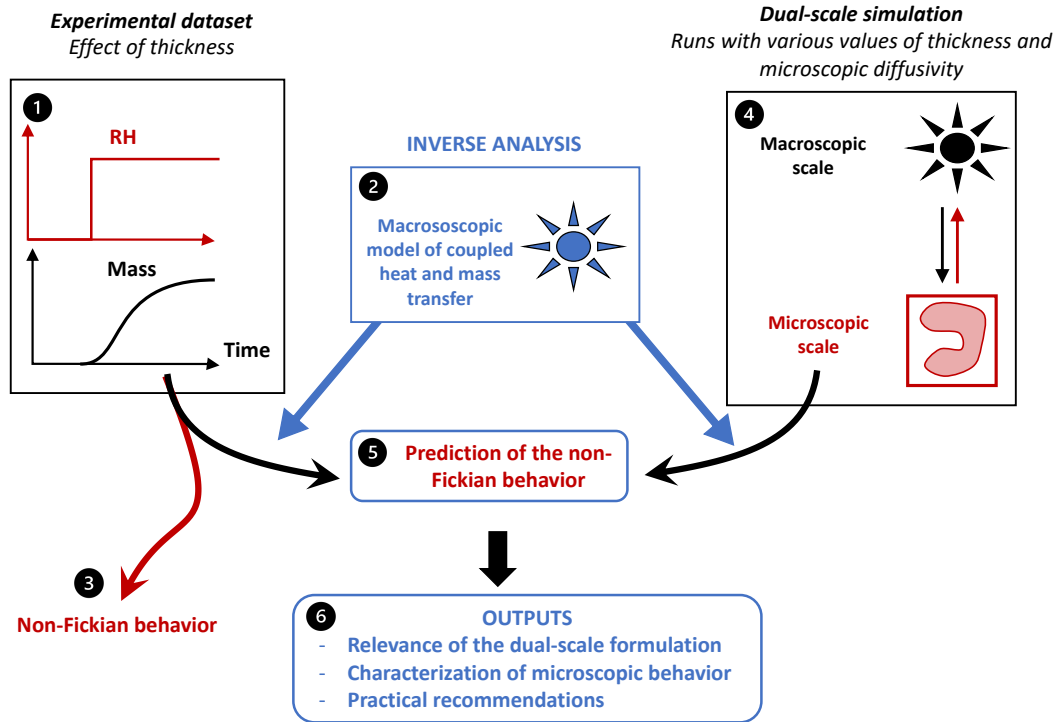 Experimental dataset
Effect of thickness
Dual-scale simulation
Runs with various values of thickness and
microscopic diffusivity
1
RH
Mass
Time
INVERSE ANALYSIS
2
Macrososcopic
model of coupled
heat and mass
transfer
4
Macroscopic
scale
Microscopic
scale
5
Prediction of the non-
Fickian behavior
3
Non-Fickian behavior
6
OUTPUTS
- Relevance of the dual-scale formulation
- Characterization of microscopic behavior
- Practical recommendations